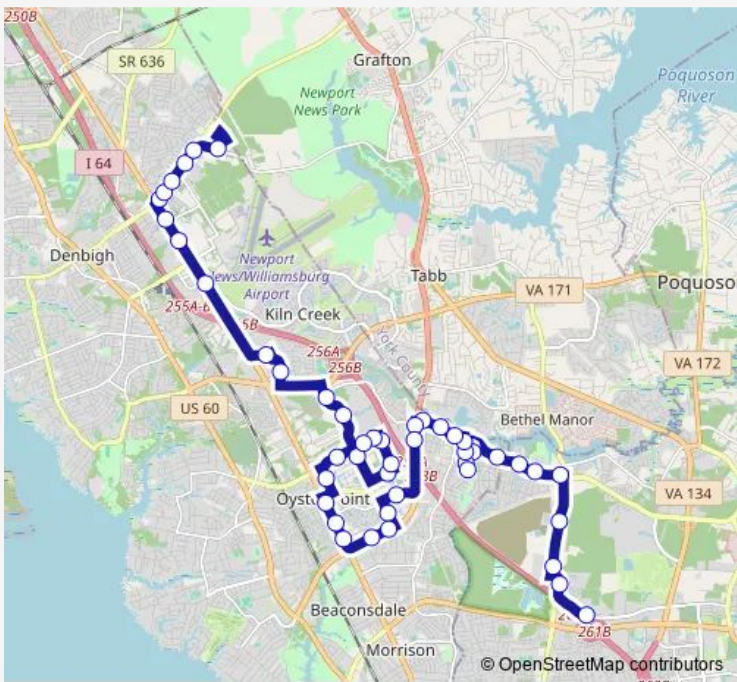 250B
SR 636
Grafton
Poquoson
River
Newport
News Park
I 64
Denbigh
Newport
News/Williamsburg
Airport
Tabb
VA 171
Poquoso
Kiln Creek
York County
256A
256B
VA 172
US 60
Bethel Manor
VA 134
Oyster Point
Beaconsdale
261B
Morrison
© OpenStreetMap contributors